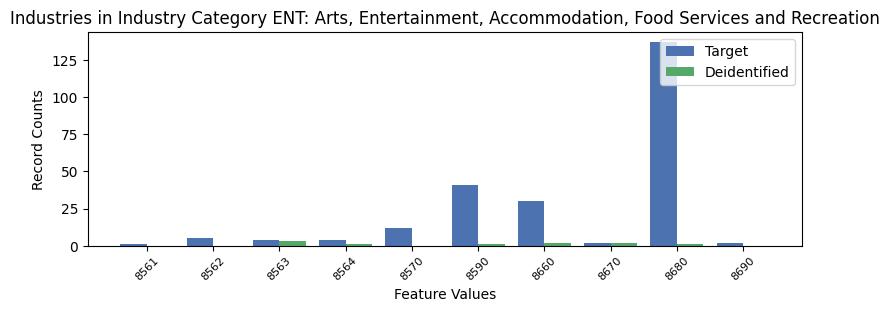 Industries in Industry Category ENT: Arts, Entertainment, Accommodation, Food Services and Recreation
Target
Deidentified
Record Counts
125
100
75
50
25
0
8561 8562 8563 8564 8570 8590 8660 8670 8680 8690
Feature Values